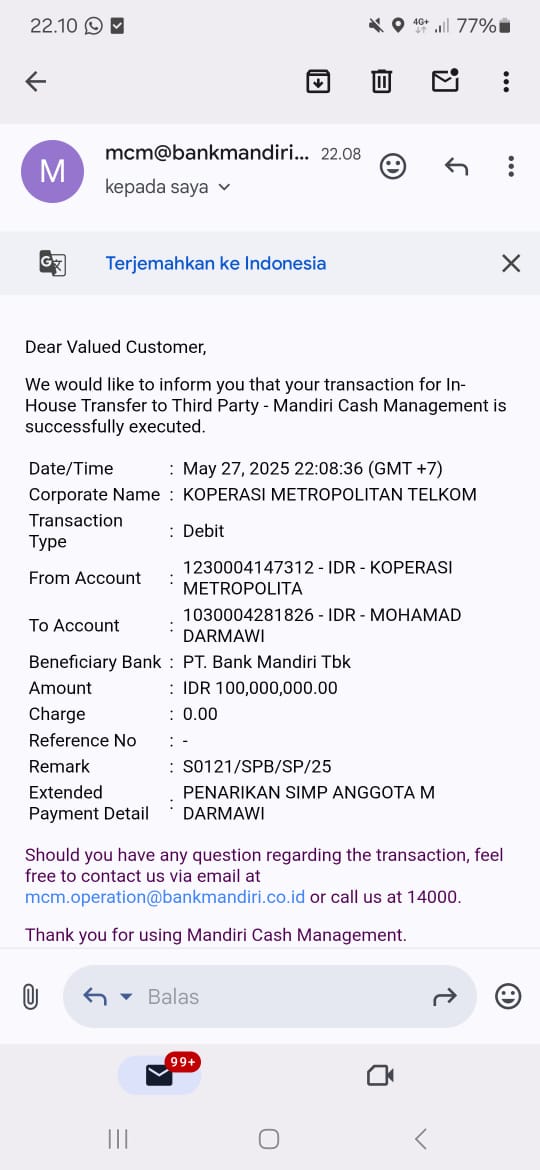 22.10
4G+ 77%
M
mcm@bankmandiri... 22.08
kepada saya
G文
Terjemahkan ke Indonesia
Dear Valued Customer,
We would like to inform you that your transaction for In-
House Transfer to Third Party - Mandiri Cash Management is
successfully executed.
Date/Time : May 27, 2025 22:08:36 (GMT +7)
Corporate Name : KOPERASI METROPOLITAN TELKOM
Transaction
Type : Debit
From Account : 1230004147312 - IDR - KOPERASI
METROPOLITA
To Account : 1030004281826 - IDR - MOHAMAD
DARMAWI
Beneficiary Bank : PT. Bank Mandiri Tbk
Amount : IDR 100,000,000.00
Charge : 0.00
Reference No : -
Remark : S0121/SPB/SP/25
Extended
Payment Detail : PENARIKAN SIMP ANGGOTA M
DARMAWI
Should you have any question regarding the transaction, feel
free to contact us via email at
mcm.operation@bankmandiri.co.id or call us at 14000.
Thank you for using Mandiri Cash Management.
Balas
99+